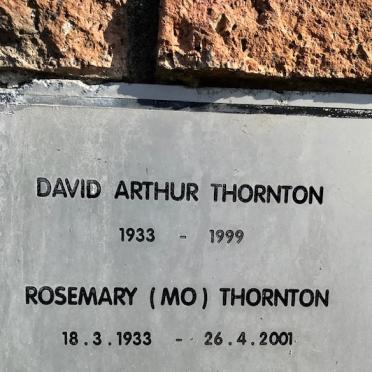 DAVID ARTHUR THORNTON
1933 - 1999
ROSEMARY (MO) THORNTON
18.3.1933 - 26.4.2001